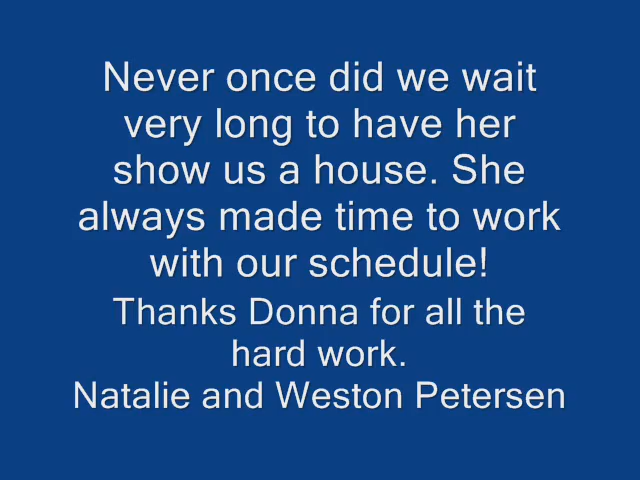 Never once did we wait
very long to have her
show us a house. She
always made time to work
with our schedule!
Thanks Donna for all the
hard work.
Natalie and Weston Petersen